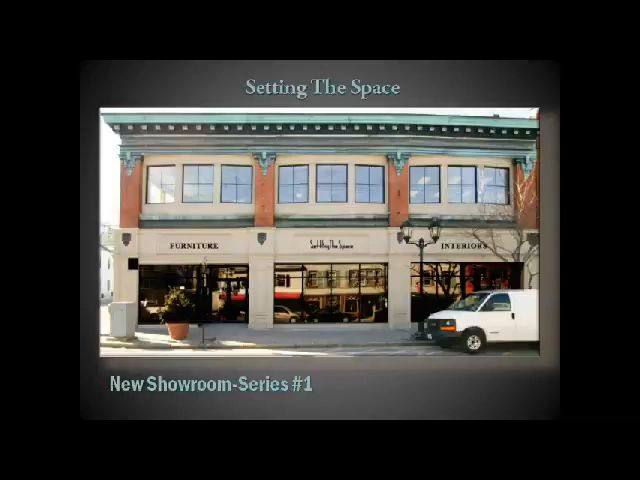 Setting The Space
FURNITURE
Setting The Space
INTERIORS
New Showroom-Series #1